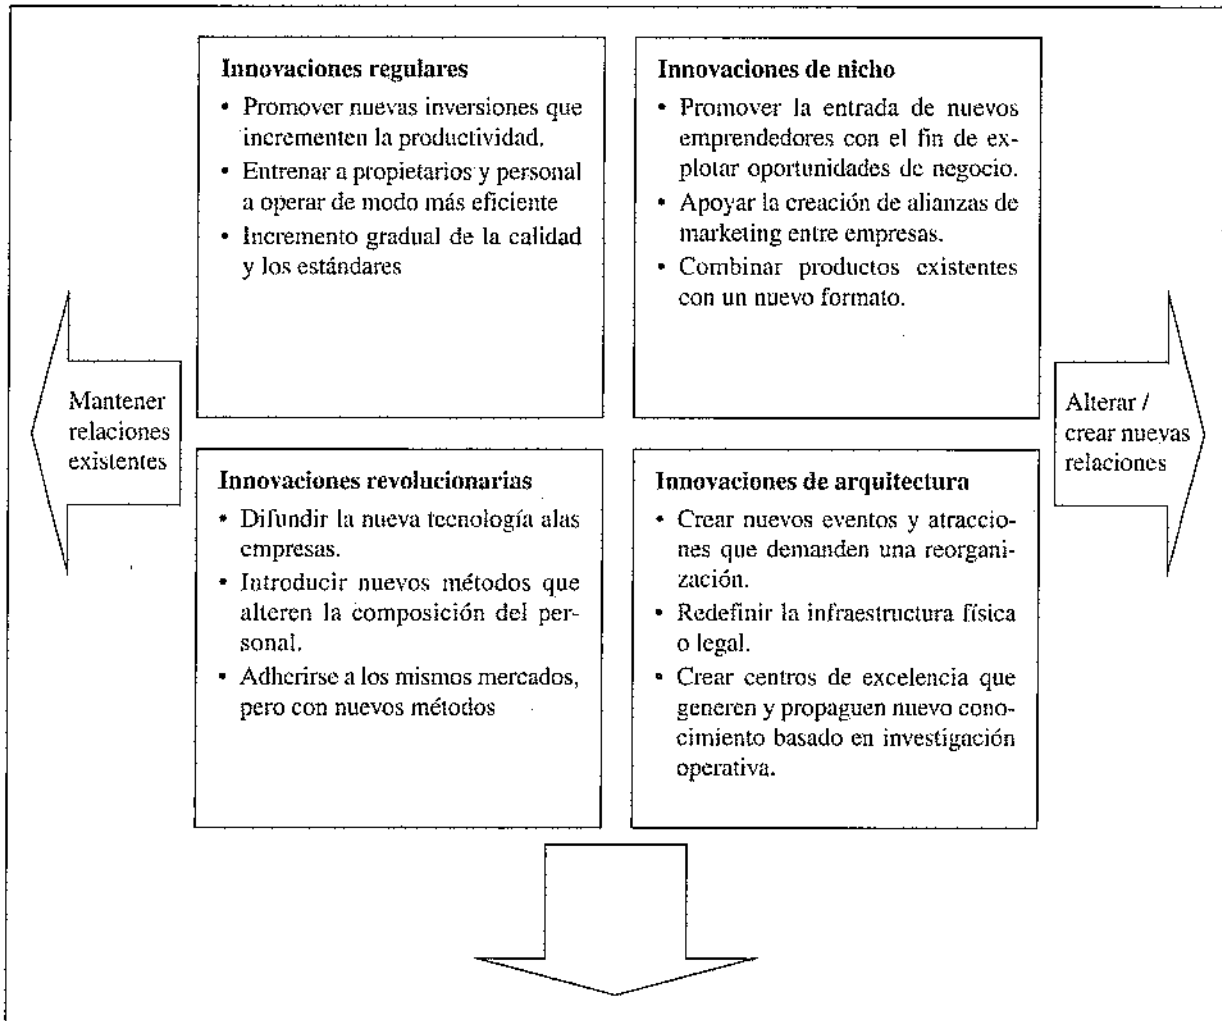 Innovaciones regulares
• Promover nuevas inversiones que
incrementen la productividad.
• Entrenar a propietarios y personal
a operar de modo más eficiente
• Incremento gradual de la calidad
y los estándares
Innovaciones de nicho
• Promover la entrada de nuevos
emprendedores con el fin de ex-
plotar oportunidades de negocio.
• Apoyar la creación de alianzas de
marketing entre empresas.
• Combinar productos existentes
con un nuevo formato.
Mantener
relaciones
existentes
Alterar /
crear nuevas
relaciones
Innovaciones revolucionarias
• Difundir la nueva tecnología alas
empresas.
• Introducir nuevos métodos que
alteren la composición del per-
sonal.
• Adherirse a los mismos mercados,
pero con nuevos métodos
Innovaciones de arquitectura
• Crear nuevos eventos y atraccio-
nes que demanden una reorgani-
zación.
• Redefinir la infraestructura física
o legal.
• Crear centros de excelencia que
generen y propaguen nuevo cono-
cimiento basado en investigación
operativa.